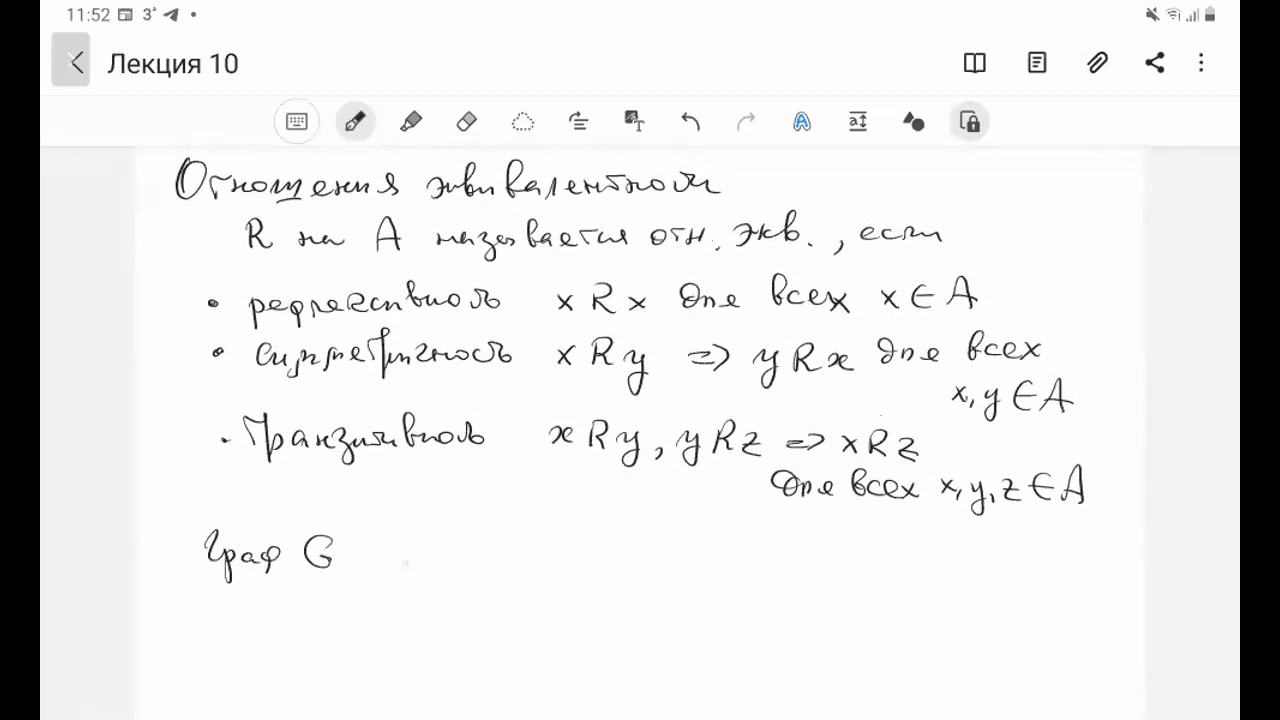 11:52 3°
Лекция 10
Отношения эквивалентности
R на A называется отн. экв., если
• рефлексивность x R x для всех x ∈ A
• симметричность x R y => y R x для всех
x, y ∈ A
• транзитивность x R y, y R z => x R z
для всех x, y, z ∈ A
Граф G